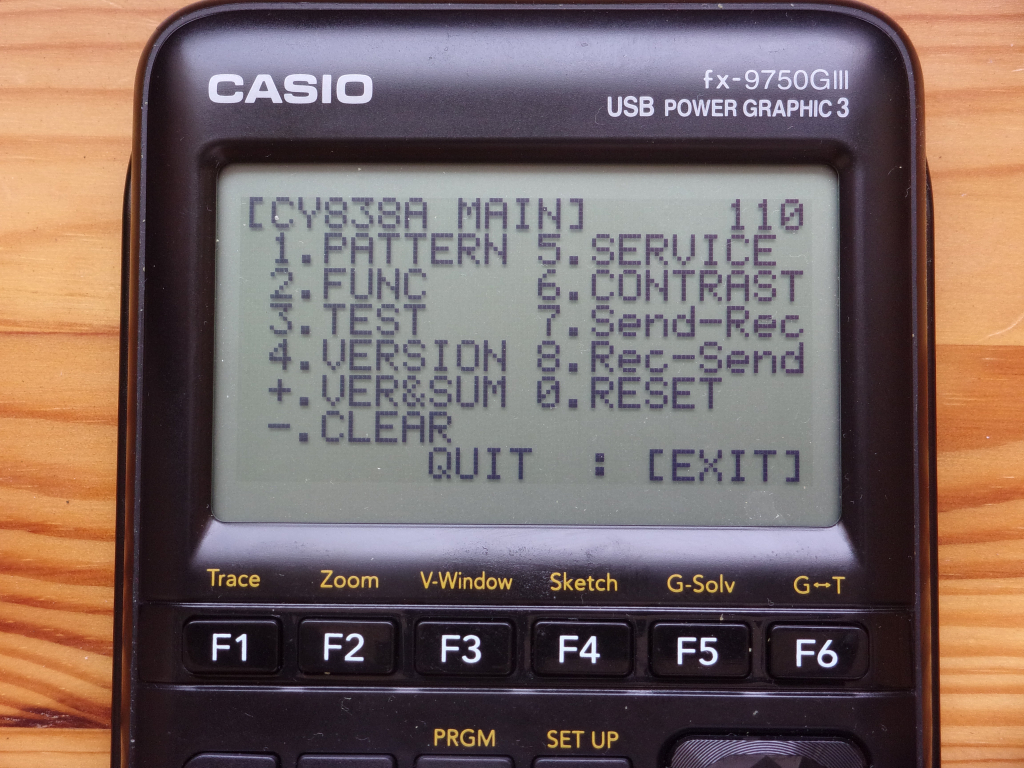 CASIO fx-9750GIII
USB POWER GRAPHIC 3
[CY838A MAIN] 110
1.PATTERN 5.SERVICE
2.FUNC 6.CONTRAST
3.TEST 7.Send-Rec
4.VERSION 8.Rec-Send
+.VER&SUM 0.RESET
-.CLEAR
QUIT : [EXIT]
Trace Zoom V-Window Sketch G-Solv G↔T
F1 F2 F3 F4 F5 F6
PRGM SET UP